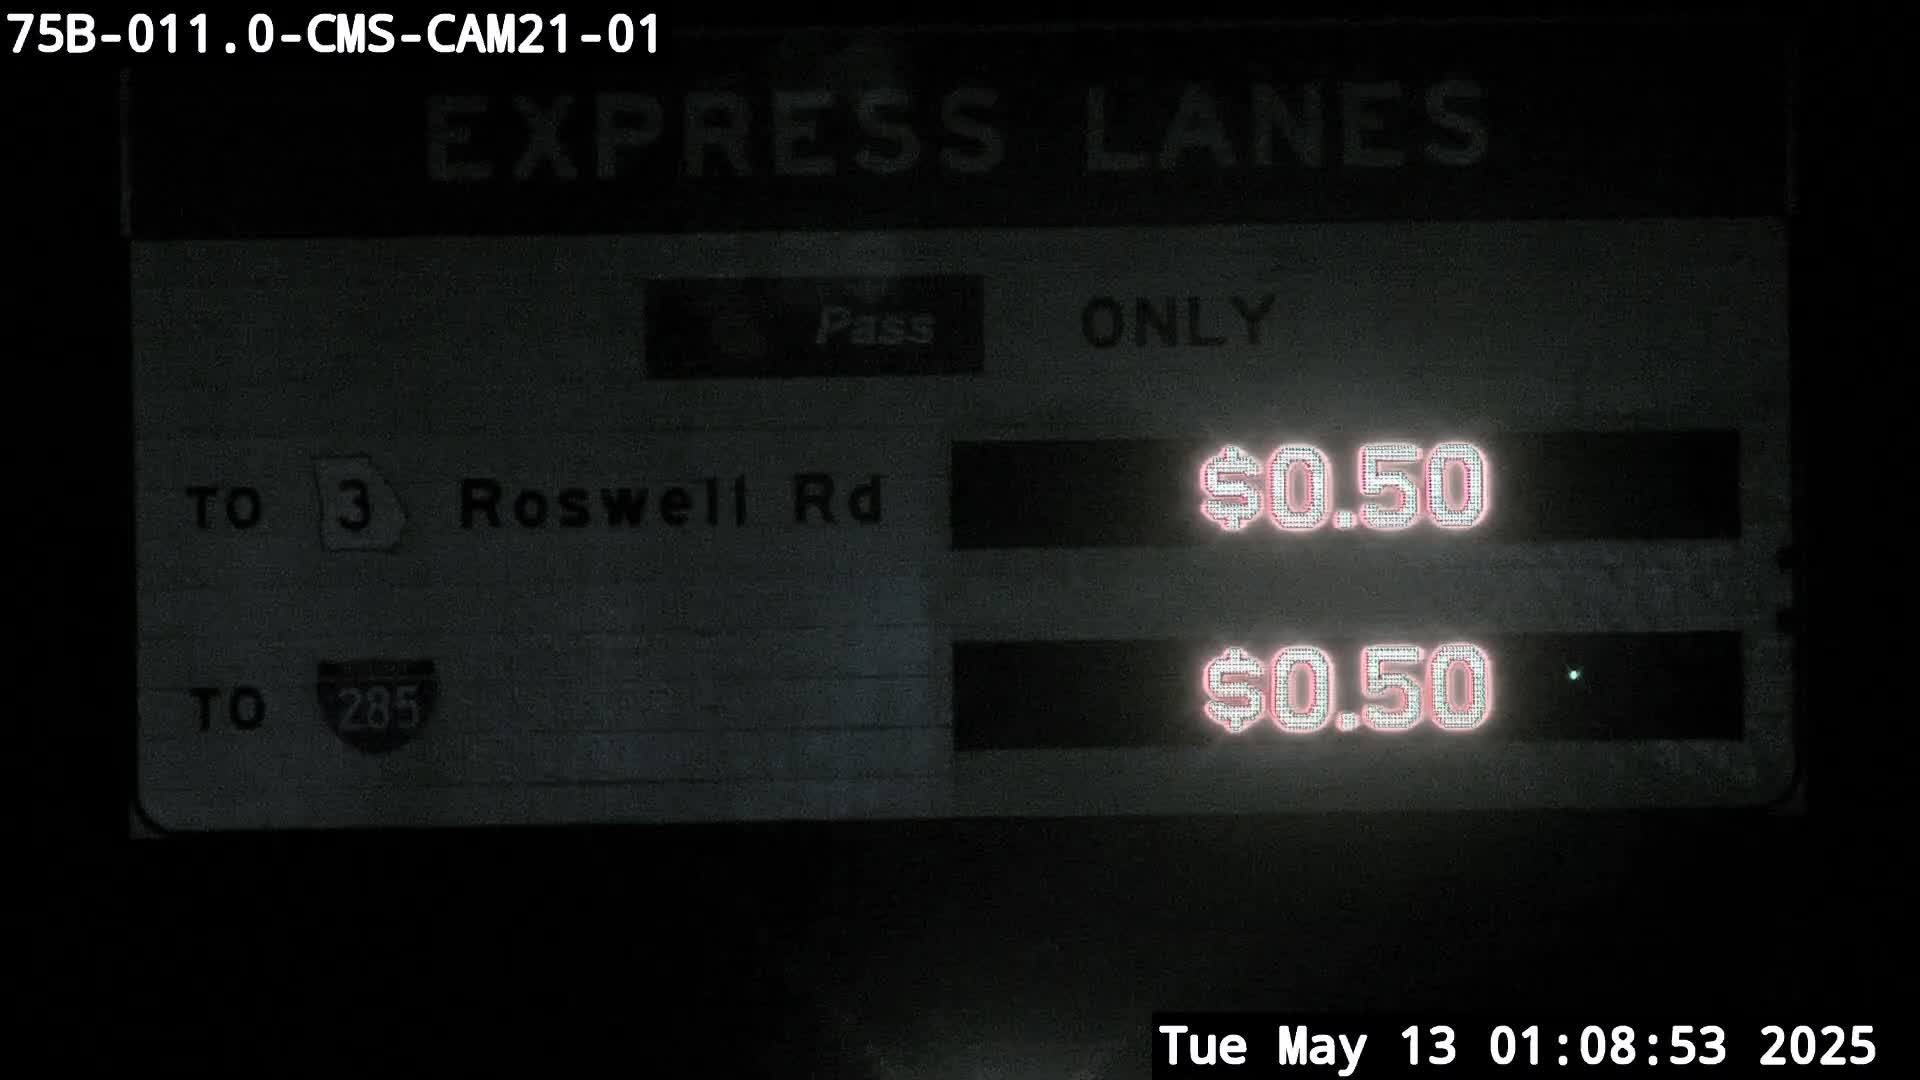 75B-011.0-CMS-CAM21-01
EXPRESS LANES
Pass ONLY
TO 3 Roswell Rd $0.50
TO 285 $0.50
Tue May 13 01:08:53 2025